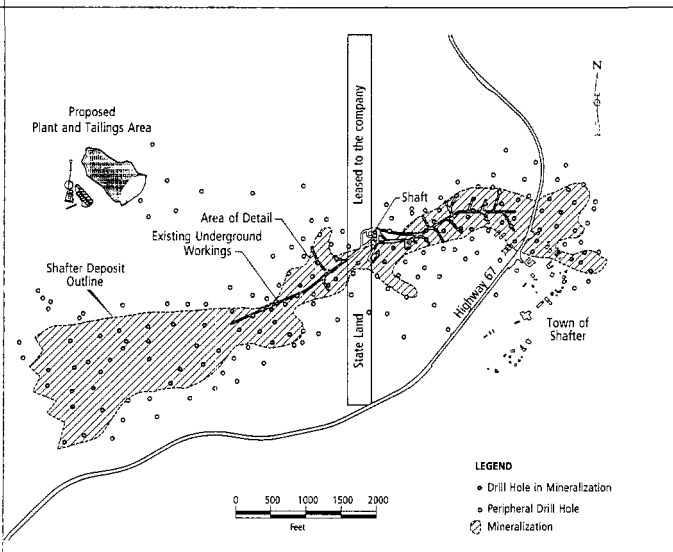 Proposed
Plant and Tailings Area
Leased to the company
Z
Shaft
Area of Detail
Existing Underground
Workings
Shafter Deposit
Outline
State Land
Highway 67
Town of
Shafter
LEGEND
Drill Hole in Mineralization
Peripheral Drill Hole
Mineralization
0 500 1000 1500 2000
Feet